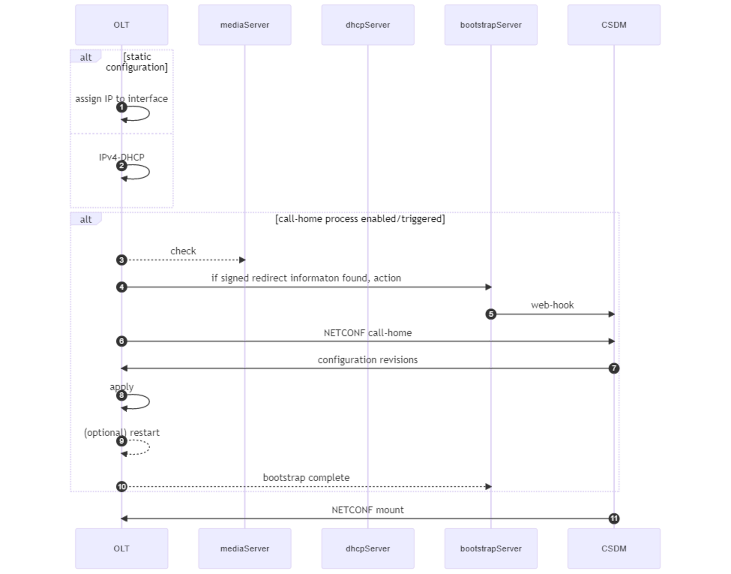 OLT
mediaServer
dhcpServer
bootstrapServer
CSDM
alt
[static
configuration]
assign IP to interface
1
IPv4-DHCP
2
alt
[call-home process enabled/triggered]
check
3
if signed redirect informaton found, action
4
web-hook
5
NETCONF call-home
6
configuration revisions
7
apply
8
(optional) restart
9
bootstrap complete
10
NETCONF mount
11
OLT
mediaServer
dhcpServer
bootstrapServer
CSDM